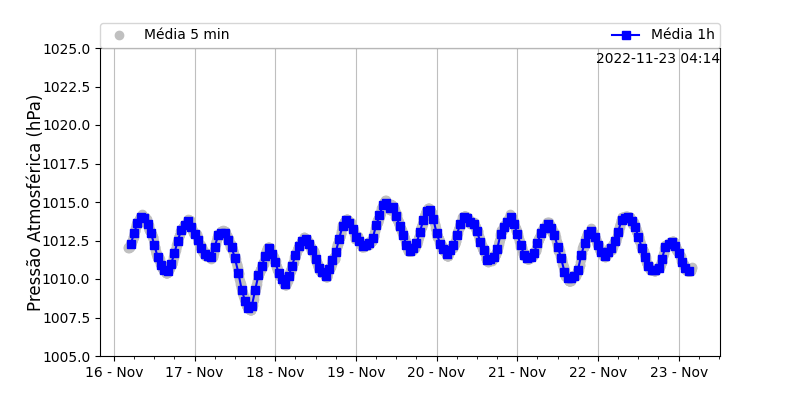 Média 5 min
Média 1h
2022-11-23 04:14
Pressão Atmosférica (hPa)
1025.0
1022.5
1020.0
1017.5
1015.0
1012.5
1010.0
1007.5
1005.0
16 - Nov
17 - Nov
18 - Nov
19 - Nov
20 - Nov
21 - Nov
22 - Nov
23 - Nov